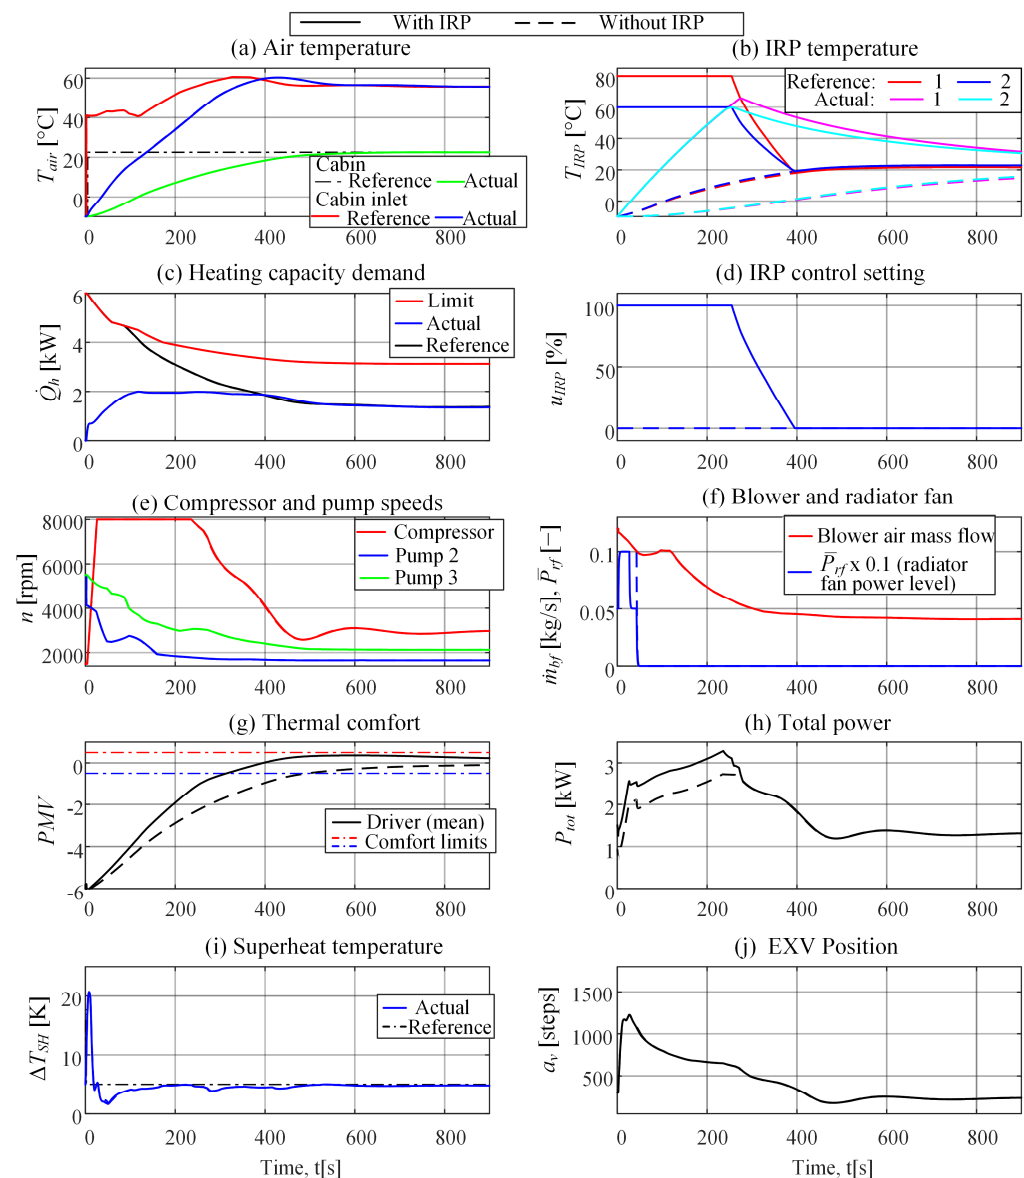 With IRP Without IRP
(a) Air temperature
60
40
20
0
T_air [°C]
Cabin
Reference Actual
Cabin inlet
Reference Actual
0 200 400 600 800
(b) IRP temperature
80
60
40
20
0
T_IRP [°C]
Reference: 1 2
Actual: 1 2
0 200 400 600 800
(c) Heating capacity demand
6
4
2
0
Q̇_h [kW]
Limit
Actual
Reference
0 200 400 600 800
(d) IRP control setting
100
50
0
u_IRP [%]
0 200 400 600 800
(e) Compressor and pump speeds
8000
6000
4000
2000
n [rpm]
Compressor
Pump 2
Pump 3
0 200 400 600 800
(f) Blower and radiator fan
0.1
0.05
0
ṁ_bf [kg/s], P̅_rf [−]
Blower air mass flow
P̅_rf x 0.1 (radiator
fan power level)
0 200 400 600 800
(g) Thermal comfort
0
-2
-4
-6
PMV
Driver (mean)
Comfort limits
0 200 400 600 800
(h) Total power
3
2
1
0
P_tot [kW]
0 200 400 600 800
(i) Superheat temperature
20
10
0
ΔT_SH [K]
Actual
Reference
0 200 400 600 800
Time, t[s]
(j) EXV Position
1500
1000
500
a_v [steps]
0 200 400 600 800
Time, t[s]